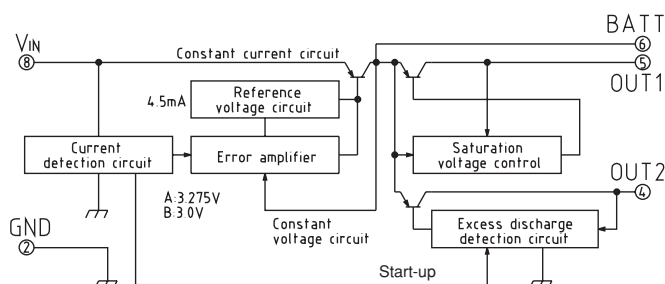 BATT
VIN
⑥
⑧
Constant current circuit
⑤
OUT1
Reference
voltage circuit
4.5mA
Current
detection circuit
Error amplifier
Saturation
voltage control
OUT2
A:3.275V
B:3.0V
④
GND
②
Constant
voltage circuit
Excess discharge
detection circuit
Start-up